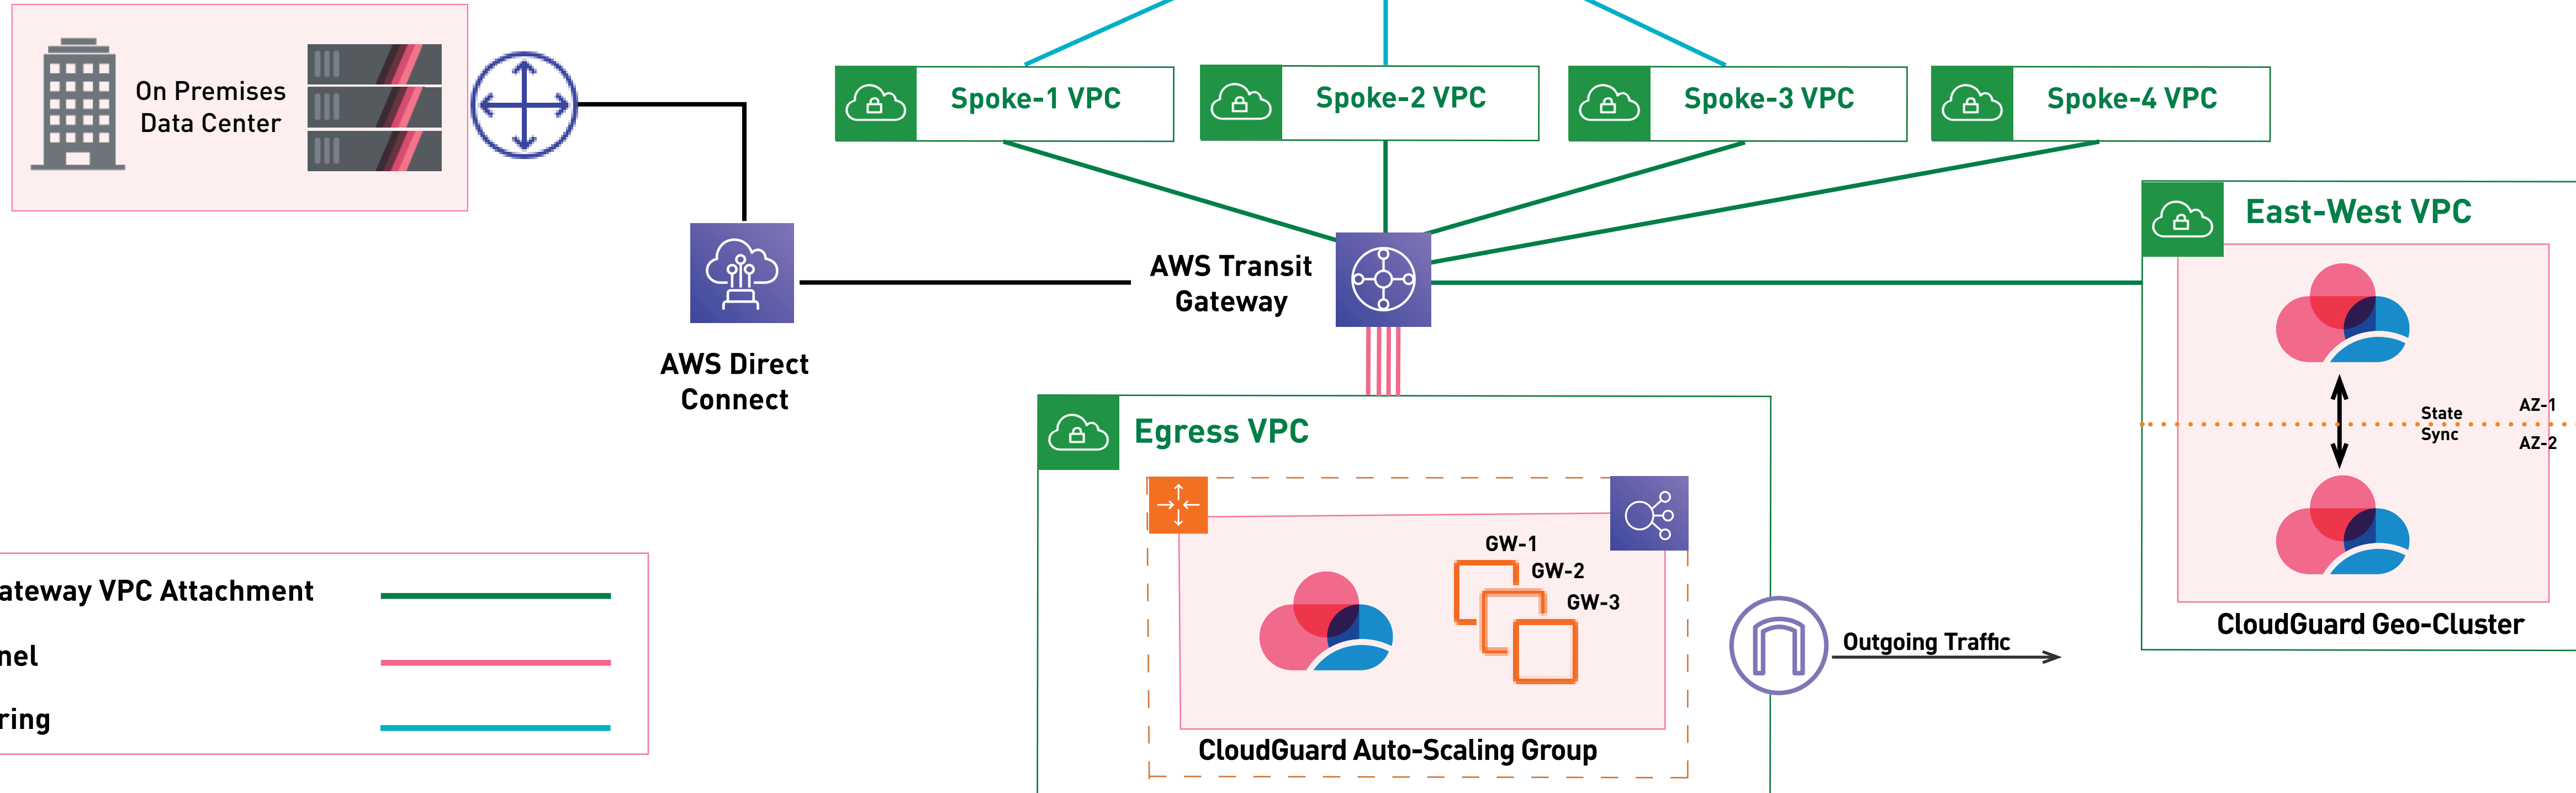 On Premises
Data Center
Spoke-1 VPC
Spoke-2 VPC
Spoke-3 VPC
Spoke-4 VPC
East-West VPC
AWS Transit
Gateway
AWS Direct
Connect
State
Sync
AZ-1
AZ-2
Egress VPC
GW-1
GW-2
GW-3
CloudGuard Geo-Cluster
Outgoing Traffic
CloudGuard Auto-Scaling Group
ateway VPC Attachment
nel
ring